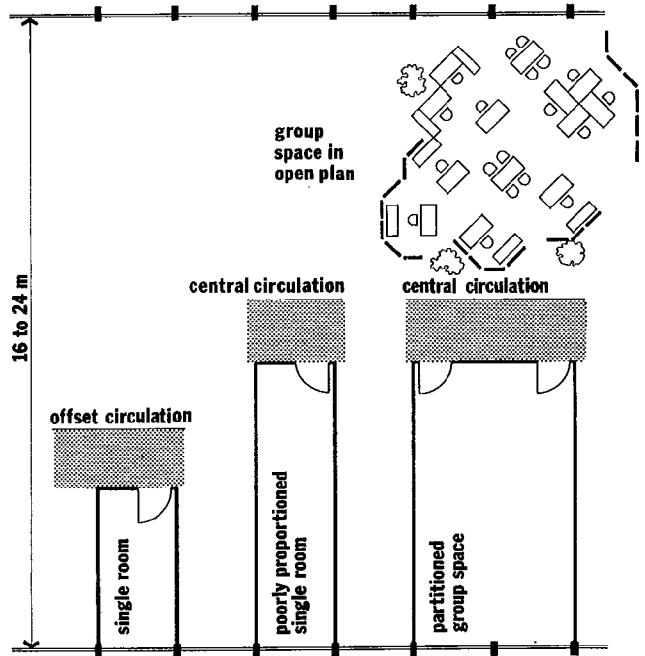 group
space in
open plan
central circulation
central circulation
16 to 24 m
offset circulation
single room
poorly proportioned
single room
partitioned
group space